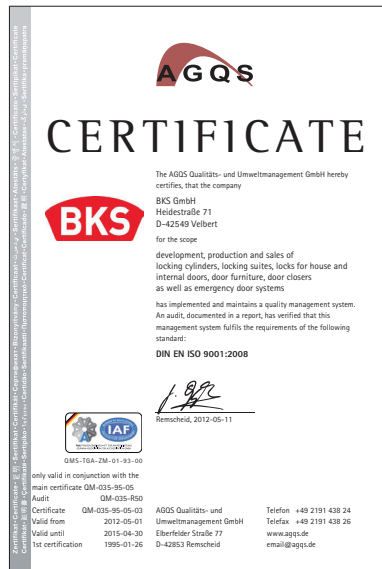 AGQS
CERTIFICATE
The AGQS Qualitäts- und Umweltmanagement GmbH hereby
certifies, that the company
BKS
BKS GmbH
Heidestraße 71
D-42549 Velbert
for the scope
development, production and sales of
locking cylinders, locking suites, locks for house and
internal doors, door furniture, door closers
as well as emergency door systems
has implemented and maintains a quality management system.
An audit, documented in a report, has verified that this
management system fulfils the requirements of the following
standard:
DIN EN ISO 9001:2008
IAF
Remscheid, 2012-05-11
QMS-TGA-ZM-01-93-00
only valid in conjunction with the
main certificate QM-035-95-05
Audit QM-035-R50
Certificate QM-035-95-05-03
Valid from 2012-05-01
Valid until 2015-04-30
1st certification 1995-01-26
AGQS Qualitäts- und
Umweltmanagement GmbH
Elberfelder Straße 77
D-42853 Remscheid
Telefon +49 2191 438 24
Telefax +49 2191 438 26
www.agqs.de
email@agqs.de